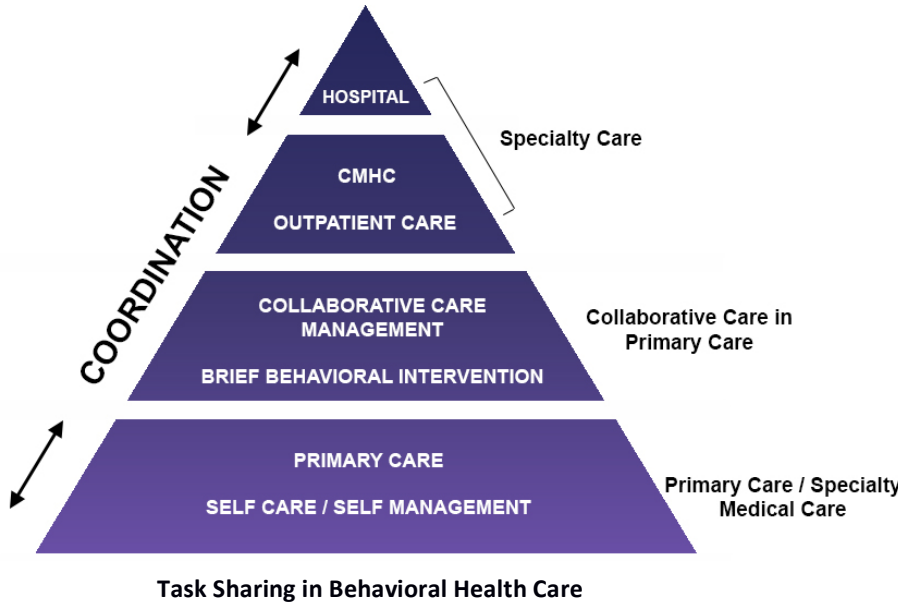 HOSPITAL
Specialty Care
CMHC
OUTPATIENT CARE
COORDINATION
COLLABORATIVE CARE
MANAGEMENT
BRIEF BEHAVIORAL INTERVENTION
Collaborative Care in
Primary Care
PRIMARY CARE
SELF CARE / SELF MANAGEMENT
Primary Care / Specialty
Medical Care
Task Sharing in Behavioral Health Care